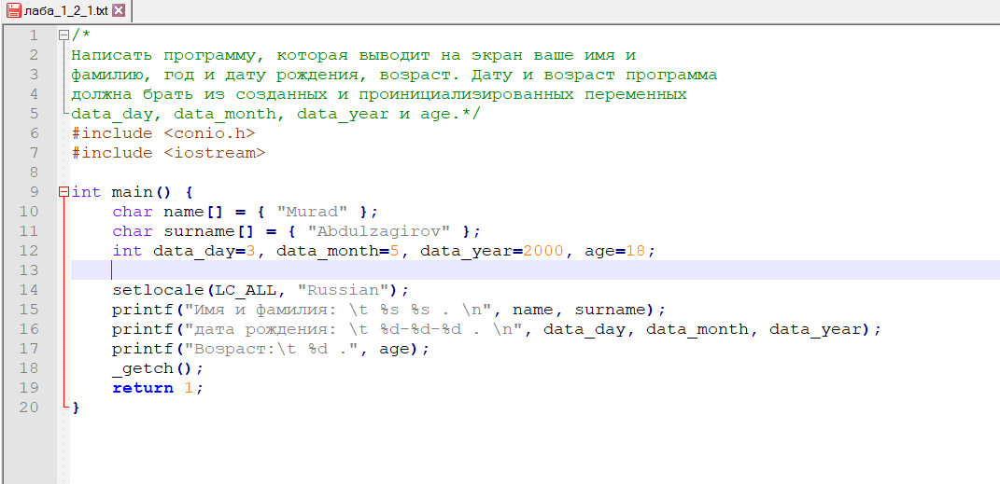 лаба_1_2_1.txt
1 /*
2 Написать программу, которая выводит на экран ваше имя и
3 фамилию, год и дату рождения, возраст. Дату и возраст программа
4 должна брать из созданных и проинициализированных переменных
5 data_day, data_month, data_year и age.*/
6 #include <conio.h>
7 #include <iostream>
8
9 int main() {
10 char name[] = { "Murad" };
11 char surname[] = { "Abdulzagirov" };
12 int data_day=3, data_month=5, data_year=2000, age=18;
13
14 setlocale(LC_ALL, "Russian");
15 printf("Имя и фамилия: \t %s %s . \n", name, surname);
16 printf("дата рождения: \t %d-%d-%d . \n", data_day, data_month, data_year);
17 printf("Возраст:\t %d .", age);
18 _getch();
19 return 1;
20 }